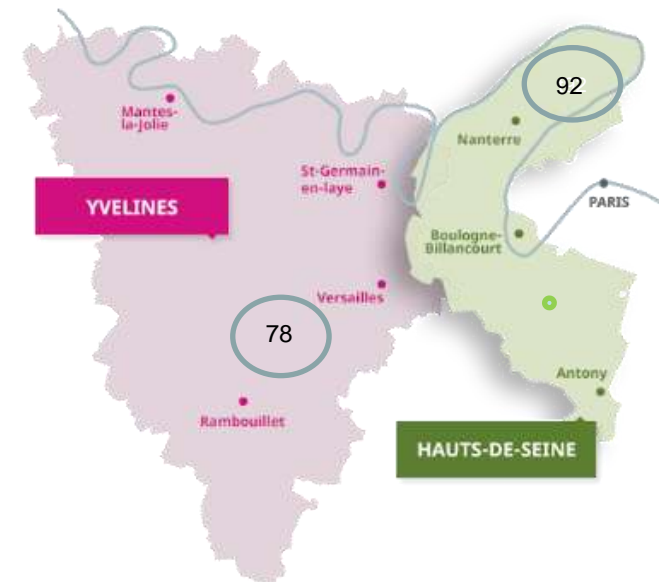 92
Mantes-
la-Jolie
Nanterre
St-Germain-
en-laye
YVELINES
PARIS
Boulogne-
Billancourt
Versailles
78
Antony
Rambouillet
HAUTS-DE-SEINE